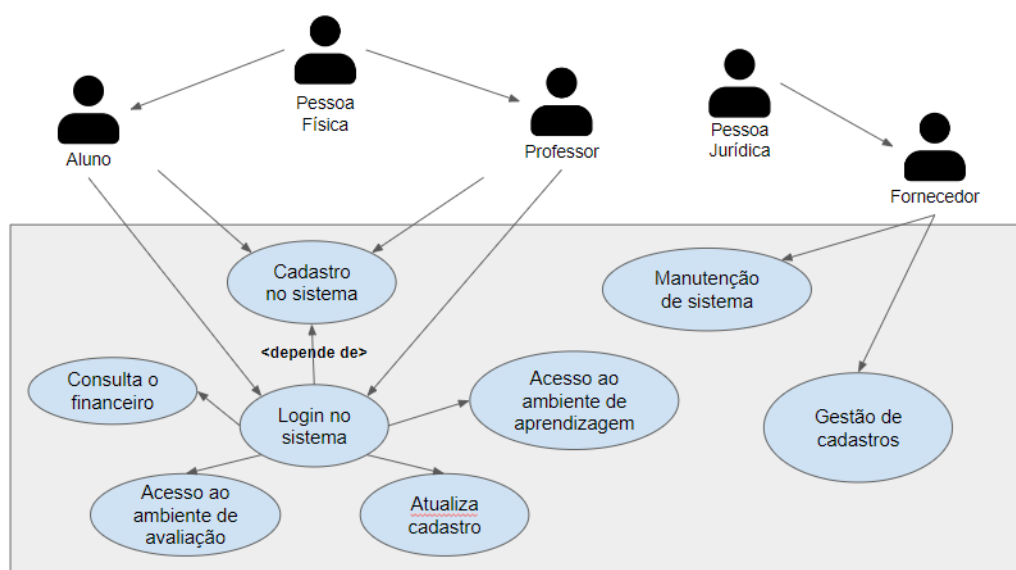 Pessoa
Física
Aluno
Professor
Pessoa
Jurídica
Fornecedor
Cadastro
no sistema
Manutenção
de sistema
<depende de>
Consulta o
financeiro
Login no
sistema
Acesso ao
ambiente de
aprendizagem
Gestão de
cadastros
Acesso ao
ambiente de
avaliação
Atualiza
cadastro